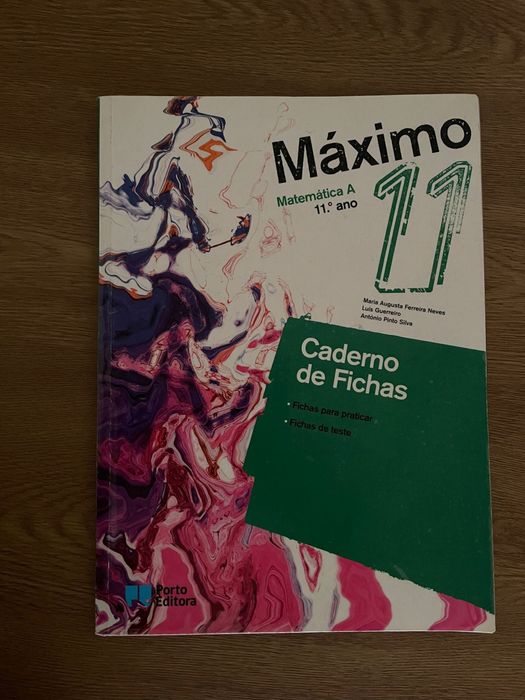 Máximo
Matemática A
11.º ano
11
Maria Augusta Ferreira Neves
Luís Guerreiro
António Pinto Silva
Caderno
de Fichas
• Fichas para praticar
• Fichas de teste
Porto
Editora